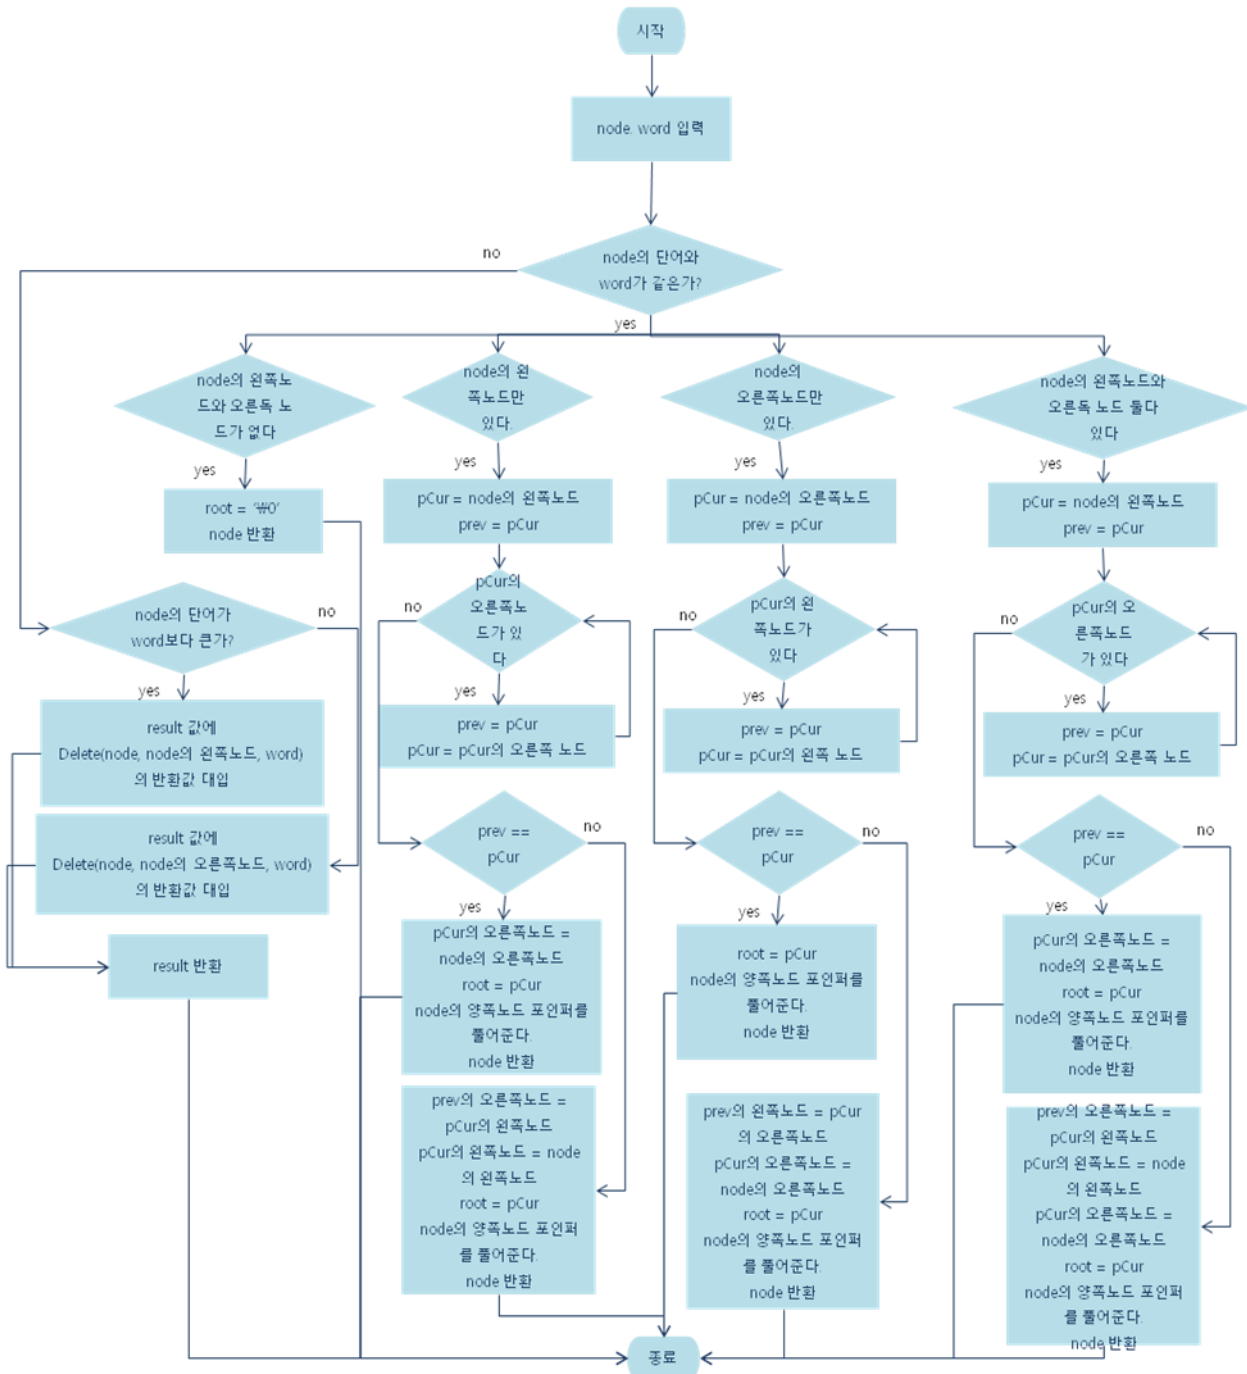 시작
node. word 입력
node의 단어와
word가 같은가?
no
yes
node의 왼쪽노
드와 오른독 노
드가 없다
yes
root = '₩0'
node 반환
node의 왼
쪽노드만
있다.
yes
pCur = node의 왼쪽노드
prev = pCur
node의
오른쪽노드만
있다.
yes
pCur = node의 오른쪽노드
prev = pCur
node의 왼쪽노드와
오른독 노드 둘다
있다
yes
pCur = node의 왼쪽노드
prev = pCur
node의 단어가
word보다 큰가?
no
yes
result 값에
Delete(node, node의 왼쪽노드, word)
의 반환값 대입
result 값에
Delete(node, node의 오른쪽노드, word)
의 반환값 대입
result 반환
pCur의
오른쪽노
드가 있
다
no
yes
prev = pCur
pCur = pCur의 오른쪽 노드
prev ==
pCur
no
yes
pCur의 오른쪽노드 =
node의 오른쪽노드
root = pCur
node의 양쪽노드 포인퍼를
풀어준다.
node 반환
prev의 오른쪽노드 =
pCur의 왼쪽노드
pCur의 왼쪽노드 = node
의 왼쪽노드
root = pCur
node의 양쪽노드 포인퍼
를 풀어준다.
node 반환
pCur의 왼
쪽노드가
있다
no
yes
prev = pCur
pCur = pCur의 왼쪽 노드
prev ==
pCur
no
yes
root = pCur
node의 양쪽노드 포인퍼를
풀어준다.
node 반환
prev의 왼쪽노드 = pCur
의 오른쪽노드
pCur의 오른쪽노드 =
node의 오른쪽노드
root = pCur
node의 양쪽노드 포인퍼
를 풀어준다.
node 반환
pCur의 오
른쪽노드
가 있다
no
yes
prev = pCur
pCur = pCur의 오른쪽 노드
prev ==
pCur
no
yes
pCur의 오른쪽노드 =
node의 오른쪽노드
root = pCur
node의 양쪽노드 포인퍼를
풀어준다.
node 반환
prev의 오른쪽노드 =
pCur의 왼쪽노드
pCur의 왼쪽노드 = node
의 왼쪽노드
pCur의 오른쪽노드 =
node의 오른쪽노드
root = pCur
node의 양쪽노드 포인퍼
를 풀어준다.
node 반환
종료